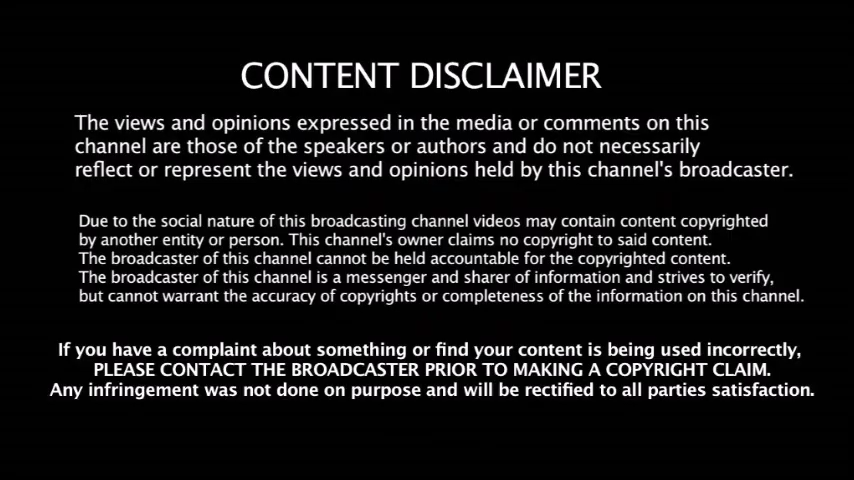 CONTENT DISCLAIMER
The views and opinions expressed in the media or comments on this
channel are those of the speakers or authors and do not necessarily
reflect or represent the views and opinions held by this channel's broadcaster.
Due to the social nature of this broadcasting channel videos may contain content copyrighted
by another entity or person. This channel's owner claims no copyright to said content.
The broadcaster of this channel cannot be held accountable for the copyrighted content.
The broadcaster of this channel is a messenger and sharer of information and strives to verify,
but cannot warrant the accuracy of copyrights or completeness of the information on this channel.
If you have a complaint about something or find your content is being used incorrectly,
PLEASE CONTACT THE BROADCASTER PRIOR TO MAKING A COPYRIGHT CLAIM.
Any infringement was not done on purpose and will be rectified to all parties satisfaction.